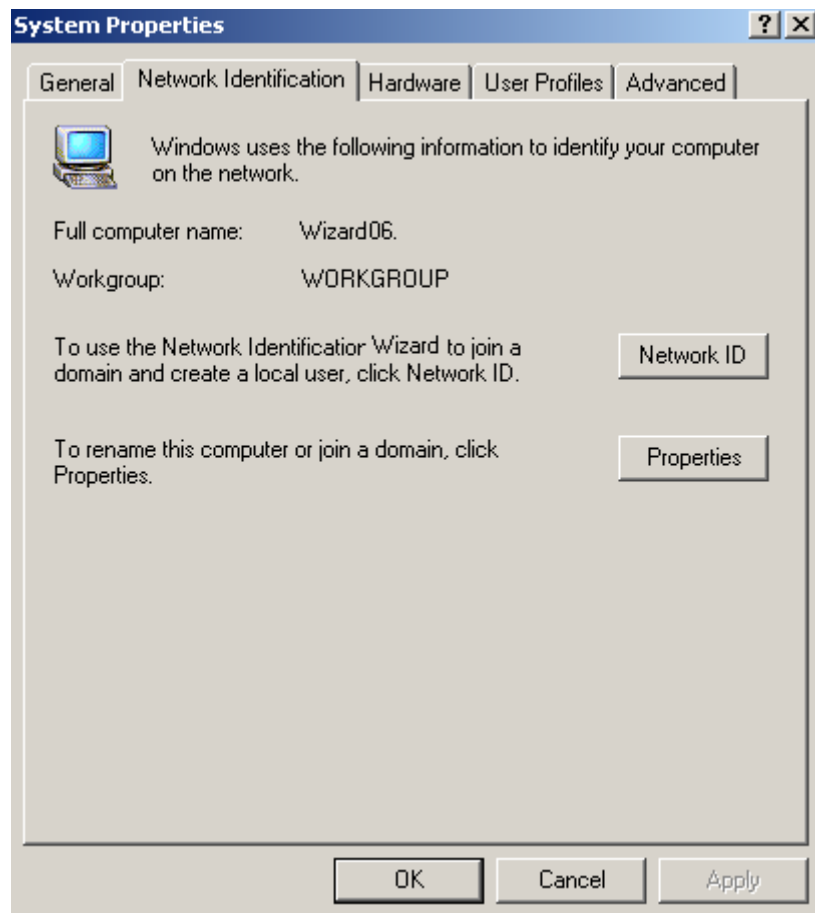 System Properties
General Network Identification Hardware User Profiles Advanced
Windows uses the following information to identify your computer
on the network.
Full computer name: Wizard06.
Workgroup: WORKGROUP
To use the Network Identificatior Wizard to join a
domain and create a local user, click Network ID.
Network ID
To rename this computer or join a domain, click
Properties.
Properties
OK Cancel Apply